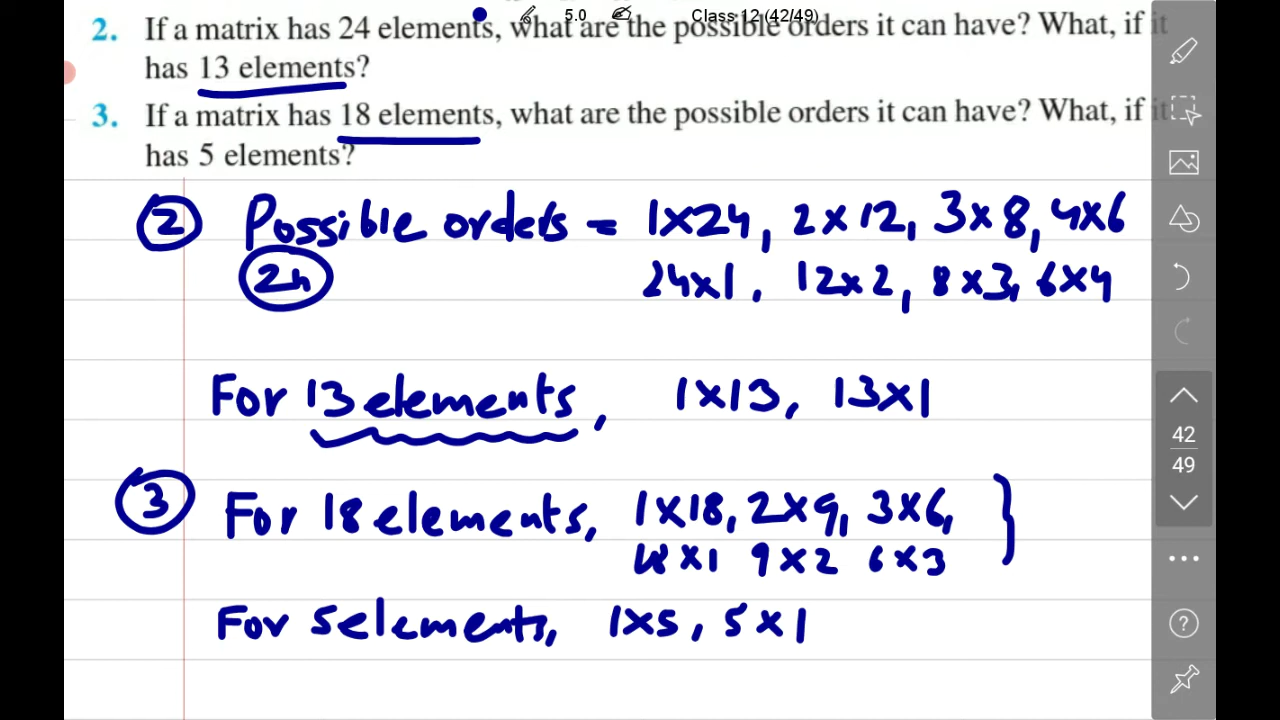 5.0 Class 12 (42/49)
2. If a matrix has 24 elements, what are the possible orders it can have? What, if it
has 13 elements?
3. If a matrix has 18 elements, what are the possible orders it can have? What, if it
has 5 elements?
② Possible orders = 1×24, 2×12, 3×8, 4×6
24 24×1, 12×2, 8×3, 6×4
For 13 elements, 1×13, 13×1
42
49
③ For 18 elements, 1×18, 2×9, 3×6,
18×1 9×2 6×3
For 5 elements, 1×5, 5×1
?